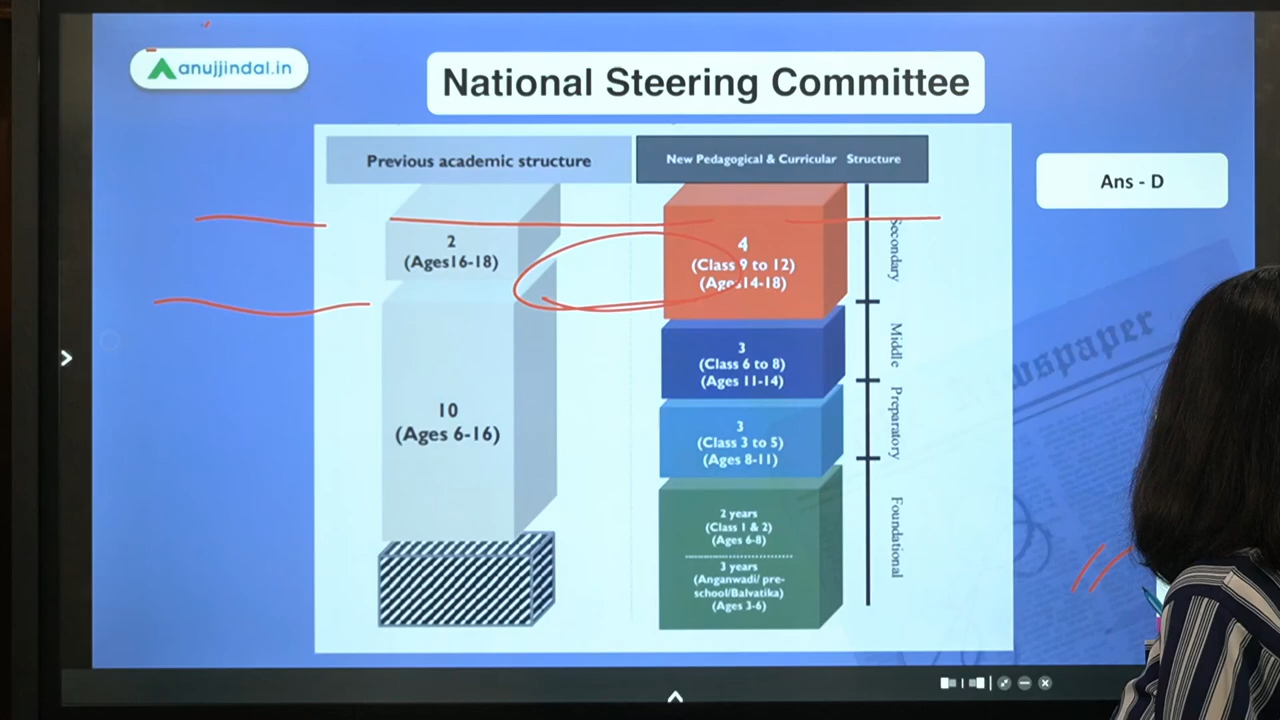 anujjindal.in
National Steering Committee
Previous academic structure
New Pedagogical & Curricular Structure
Ans - D
2
(Ages16-18)
10
(Ages 6-16)
4
(Class 9 to 12)
(Ages14-18)
Secondary
3
(Class 6 to 8)
(Ages 11-14)
Middle
3
(Class 3 to 5)
(Ages 8-11)
Preparatory
2 years
(Class 1 & 2)
(Ages 6-8)
3 years
(Anganwadi/ pre-
school/Balvatika)
(Ages 3-6)
Foundational
wspaper